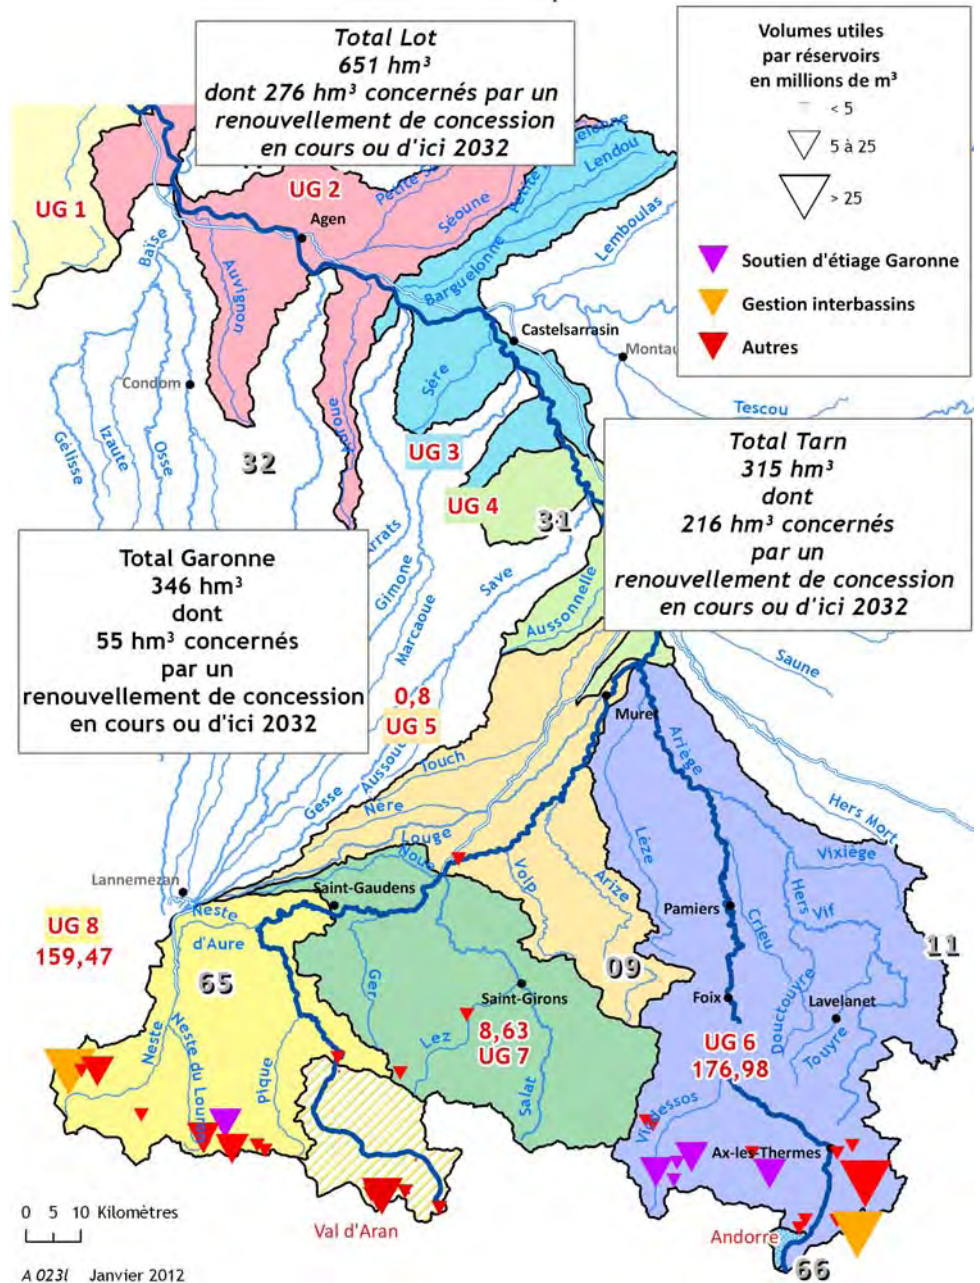 Total Lot
651 hm³
dont 276 hm³ concernés par un
renouvellement de concession
en cours ou d'ici 2032
Volumes utiles
par réservoirs
en millions de m³
< 5
5 à 25
> 25
Soutien d'étiage Garonne
Gestion interbassins
Autres
UG 1
UG 2
Agen
Séoune
Petite
Lendou
Lemboulas
Baïse
Auvignon
Barguelonne
Castelsarrasin
Condom
Sère
Tescou
Gélisse
Izaute
Osse
32
Auroue
UG 3
UG 4
31
Total Tarn
315 hm³
dont
216 hm³ concernés
par un
renouvellement de concession
en cours ou d'ici 2032
Total Garonne
346 hm³
dont
55 hm³ concernés
par un
renouvellement de concession
en cours ou d'ici 2032
Arrats
Gimone
Marcaoue
Save
Aussonnelle
Saune
0,8
UG 5
Muret
Ariège
Gesse
Touch
Nère
Louge
Noue
Hers Mort
Lèze
Vixiège
Volp
Arize
Lannemezan
Saint-Gaudens
Neste
d'Aure
Pamiers
Crieu
Hers
Vif
UG 8
159,47
65
Ger
09
11
Saint-Girons
Foix
Douctouyre
Lavelanet
Touyre
Neste
Neste du Louron
Pique
Lez
8,63
UG 7
Salat
UG 6
176,98
Vicdessos
Ax-les-Thermes
Val d'Aran
Andorre
66
0 5 10 Kilomètres
A 023l Janvier 2012